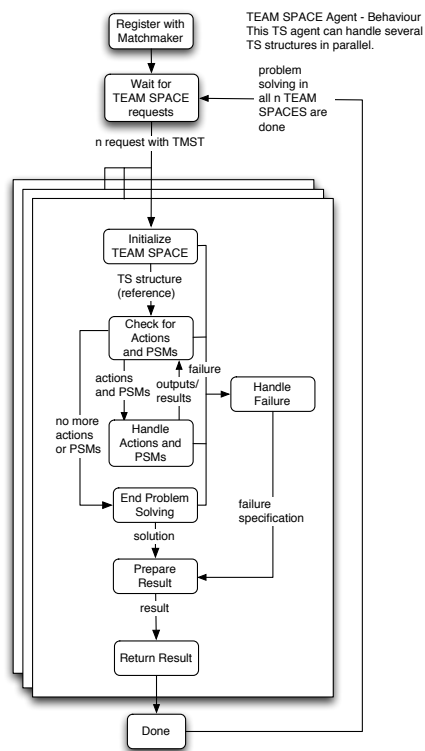 TEAM SPACE Agent - Behaviour
This TS agent can handle several
TS structures in parallel.
Register with
Matchmaker
Wait for
TEAM SPACE
requests
problem
solving in
all n TEAM
SPACES are
done
n request with TMST
Initialize
TEAM SPACE
TS structure
(reference)
Check for
Actions
and PSMs
failure
actions
and PSMs
outputs/
results
Handle
Failure
no more
actions
or PSMs
Handle
Actions and
PSMs
End Problem
Solving
failure
specification
solution
Prepare
Result
result
Return Result
Done